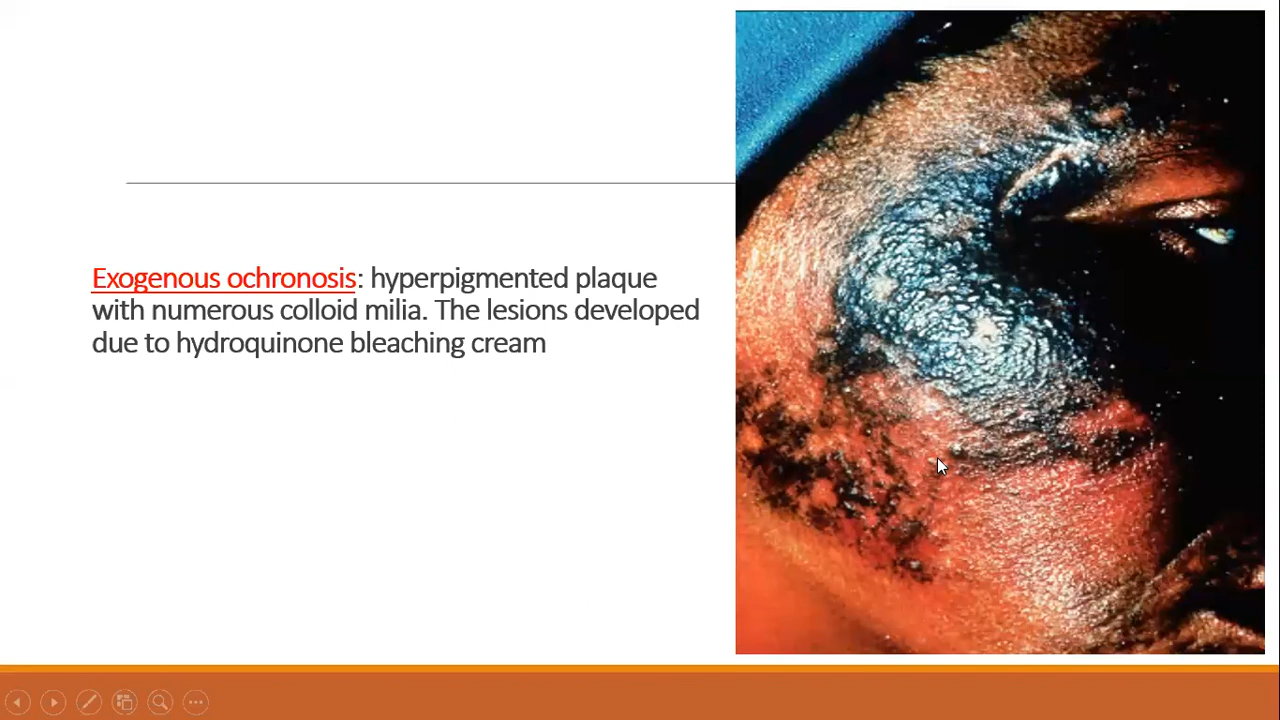 Exogenous ochronosis: hyperpigmented plaque
with numerous colloid milia. The lesions developed
due to hydroquinone bleaching cream